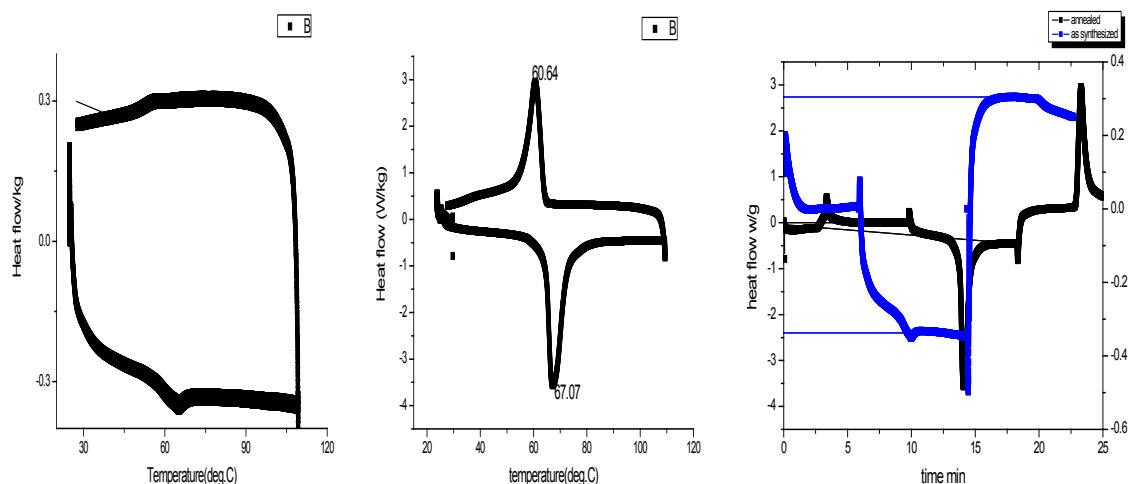 B
0.3
0.0
-0.3
Heat flow/kg
30 60 90 120
Temperature(deg.C)
B
60.64
67.07
3
2
1
0
-1
-2
-3
-4
Heat flow (W/kg)
20 40 60 80 100 120
temperature(deg.C)
annealed
as synthesized
3
2
1
0
-1
-2
-3
-4
heat flow w/g
0.4
0.2
0.0
-0.2
-0.4
-0.6
0 5 10 15 20 25
time min